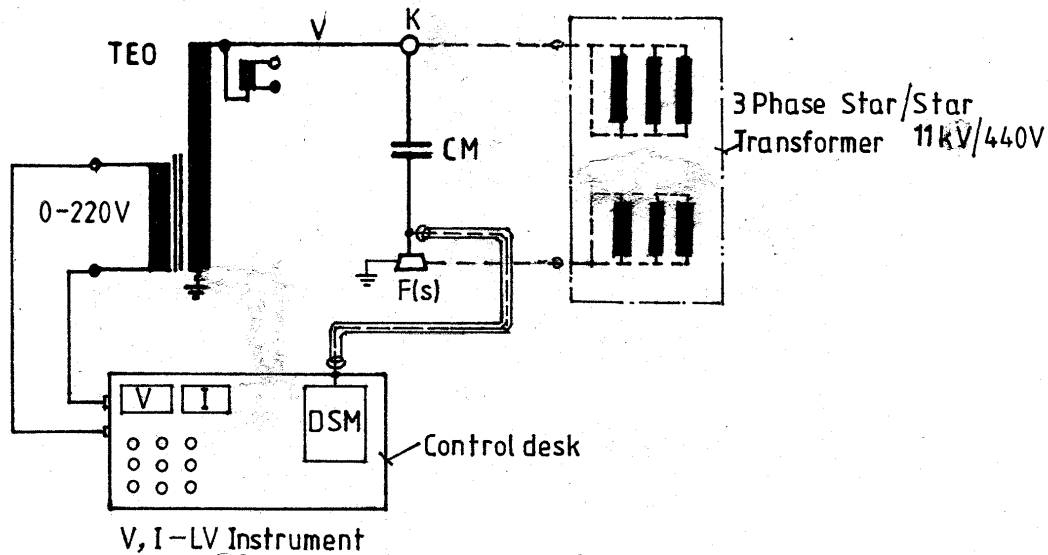 TEO
V
K
3 Phase Star/Star
Transformer 11kV/440V
CM
0-220V
F(s)
V
I
DSM
Control desk
V, I-LV Instrument